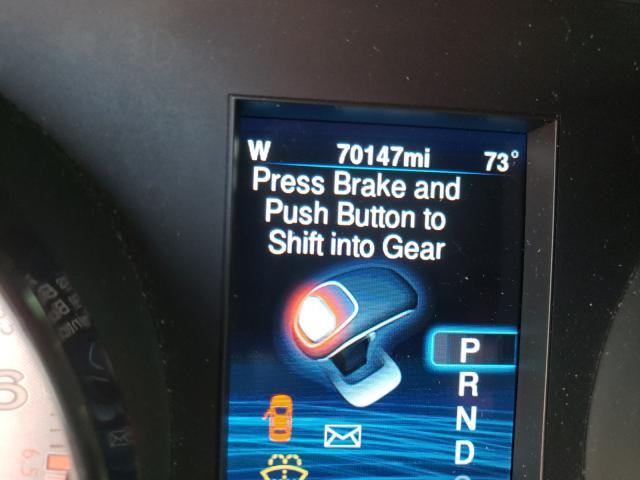 W 70147mi 73°
Press Brake and
Push Button to
Shift into Gear
P
R
N
D